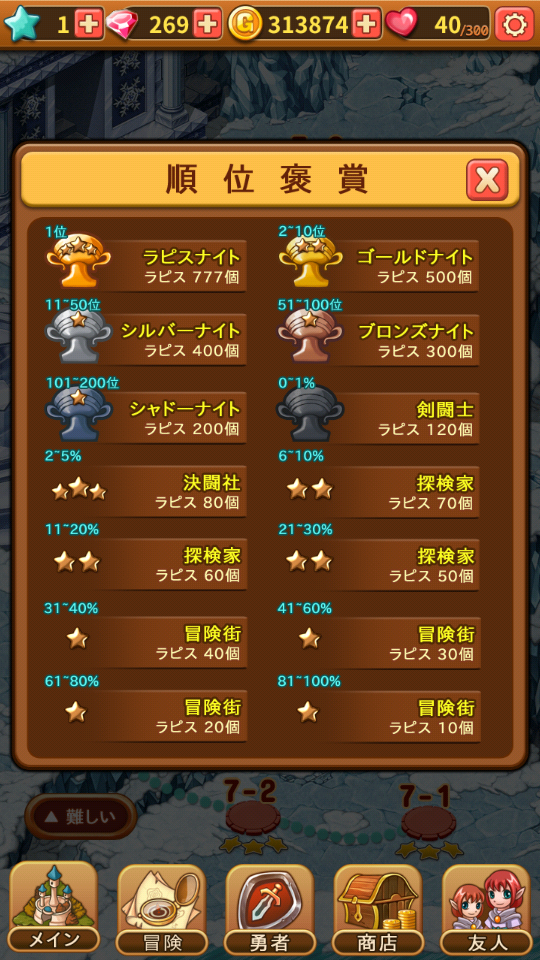 1
269
313874
40/300
順位褒賞
1位
ラピスナイト
ラピス 777個
2~10位
ゴールドナイト
ラピス 500個
11~50位
シルバーナイト
ラピス 400個
51~100位
ブロンズナイト
ラピス 300個
101~200位
シャドーナイト
ラピス 200個
0~1%
剣闘士
ラピス 120個
2~5%
決闘社
ラピス 80個
6~10%
探検家
ラピス 70個
11~20%
探検家
ラピス 60個
21~30%
探検家
ラピス 50個
31~40%
冒険街
ラピス 40個
41~60%
冒険街
ラピス 30個
61~80%
冒険街
ラピス 20個
81~100%
冒険街
ラピス 10個
7-2
7-1
▲ 難しい
メイン
冒険
勇者
商店
友人